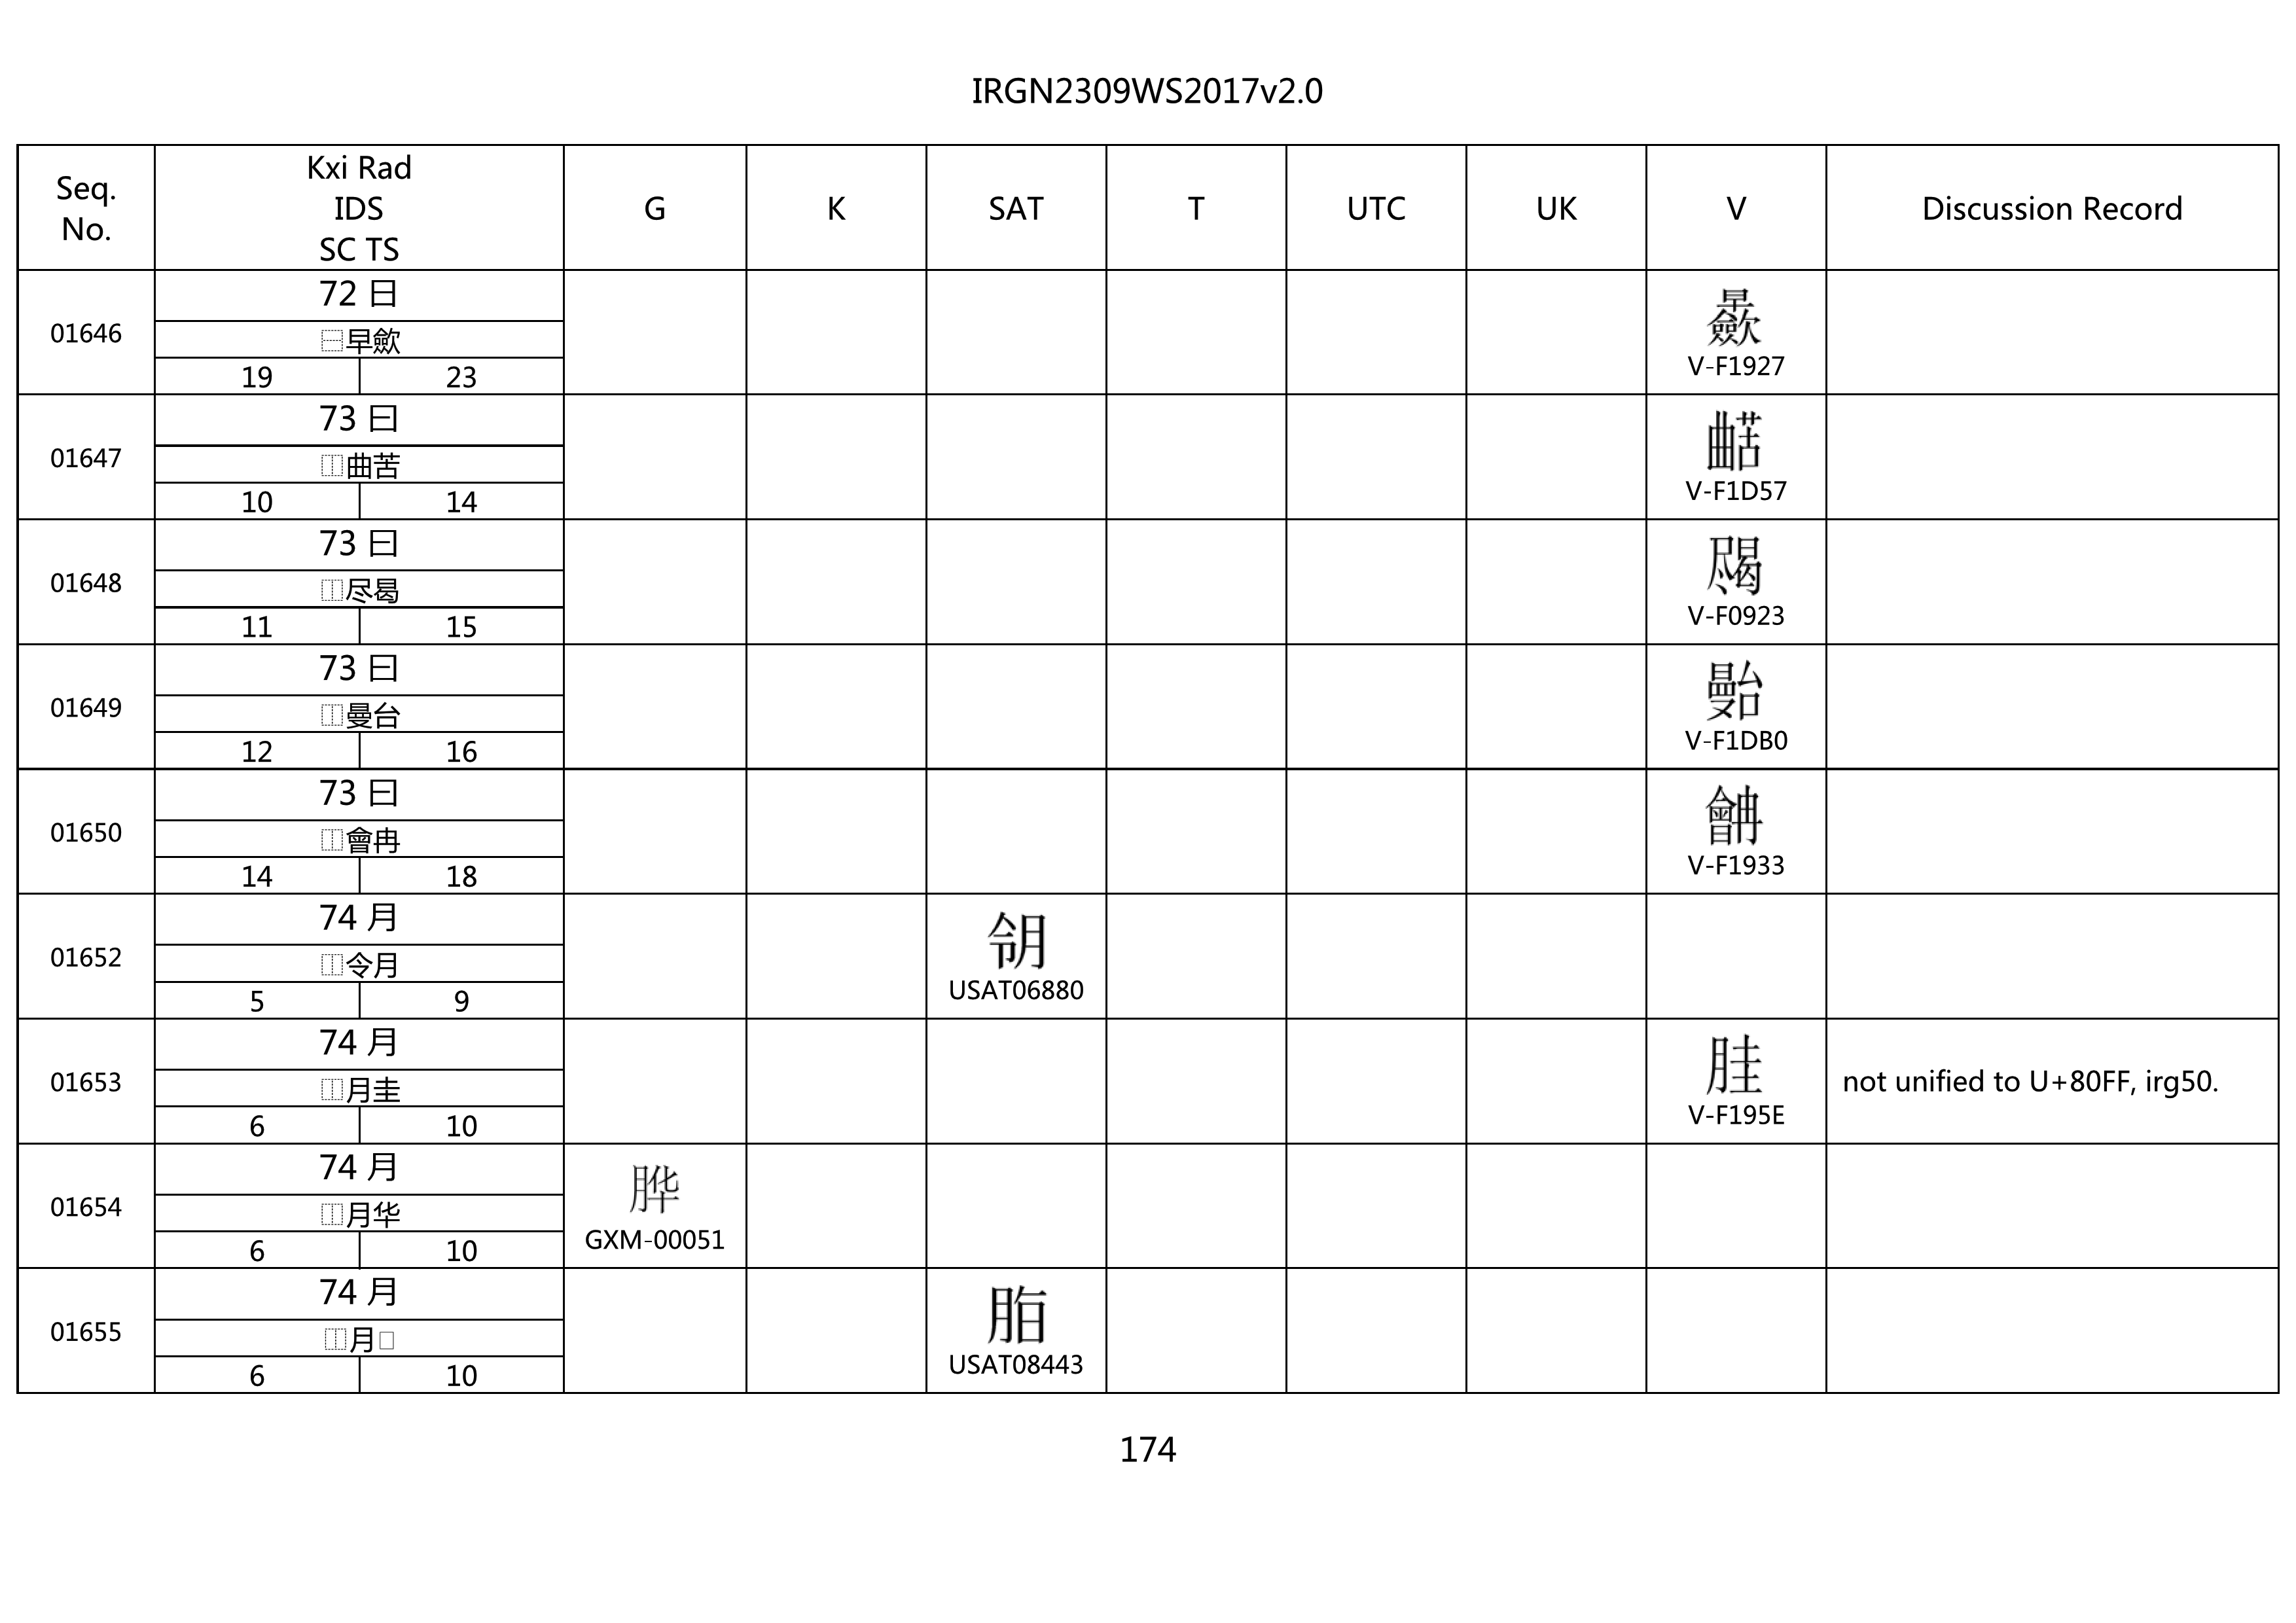 IRGN2309WS2017v2.0
Seq. No. Kxi Rad IDS SC TS G K SAT T UTC UK V Discussion Record
72 日
01646 ⿱早歛 V-F1927
19 23
73 曰
01647 ⿰曲苦 V-F1D57
10 14
73 曰
01648 ⿰尽曷 V-F0923
11 15
73 曰
01649 ⿰曼台 V-F1DB0
12 16
73 曰
01650 ⿰會冉 V-F1933
14 18
74 月
01652 ⿰令月 USAT06880
5 9
74 月
01653 ⿰月圭 V-F195E not unified to U+80FF, irg50.
6 10
74 月
01654 ⿰月华 GXM-00051
6 10
74 月
01655 ⿰月 USAT08443
6 10
174